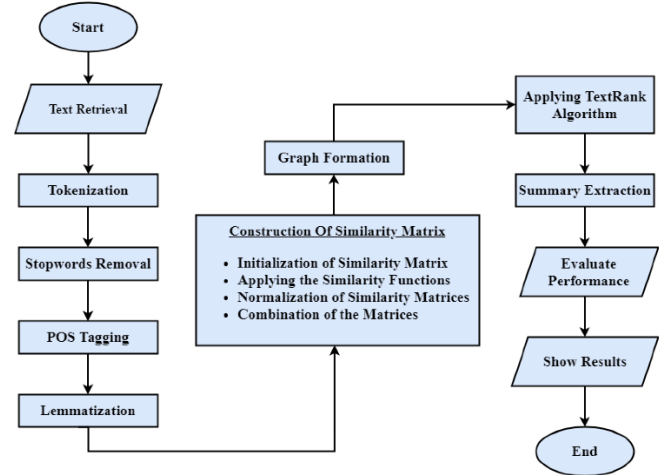 Start
Text Retrieval
Tokenization
Stopwords Removal
POS Tagging
Lemmatization
Construction Of Similarity Matrix
• Initialization of Similarity Matrix
• Applying the Similarity Functions
• Normalization of Similarity Matrices
• Combination of the Matrices
Graph Formation
Applying TextRank
Algorithm
Summary Extraction
Evaluate
Performance
Show Results
End